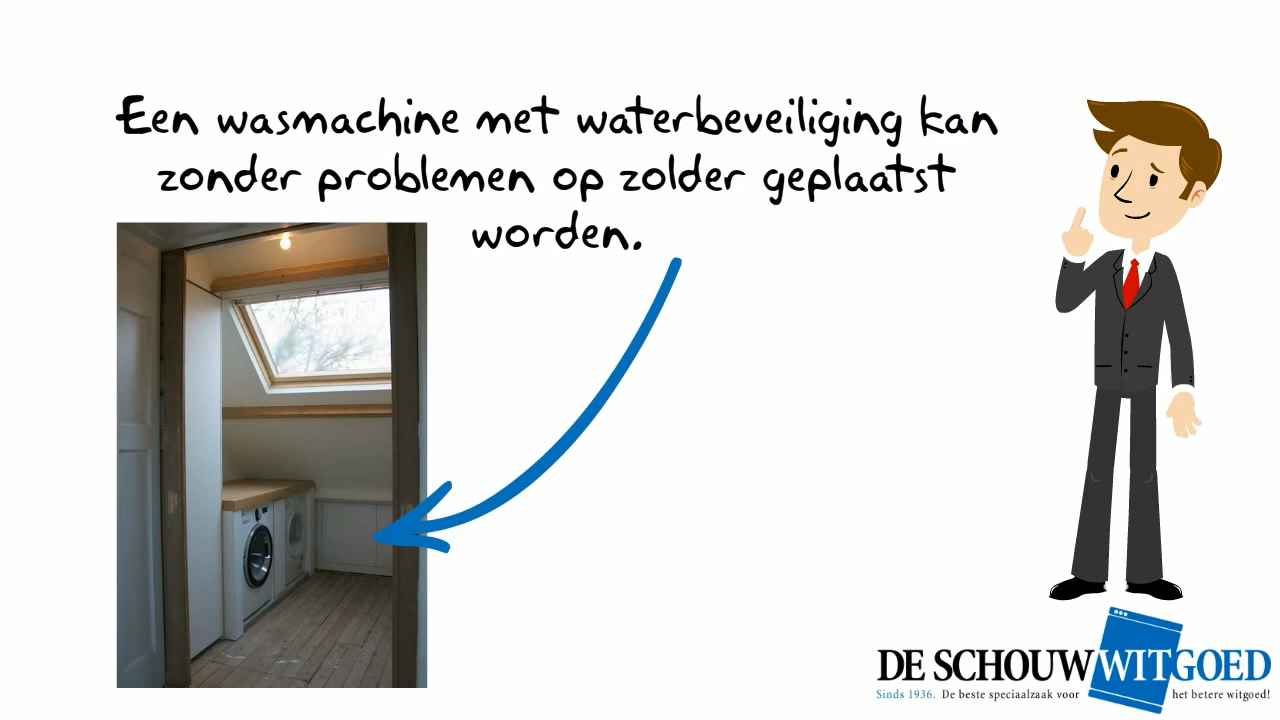 Een wasmachine met waterbeveiliging kan
zonder problemen op zolder geplaatst
worden.
DE SCHOUW WITGOED
Sinds 1936. De beste speciaalzaak voor het betere witgoed!